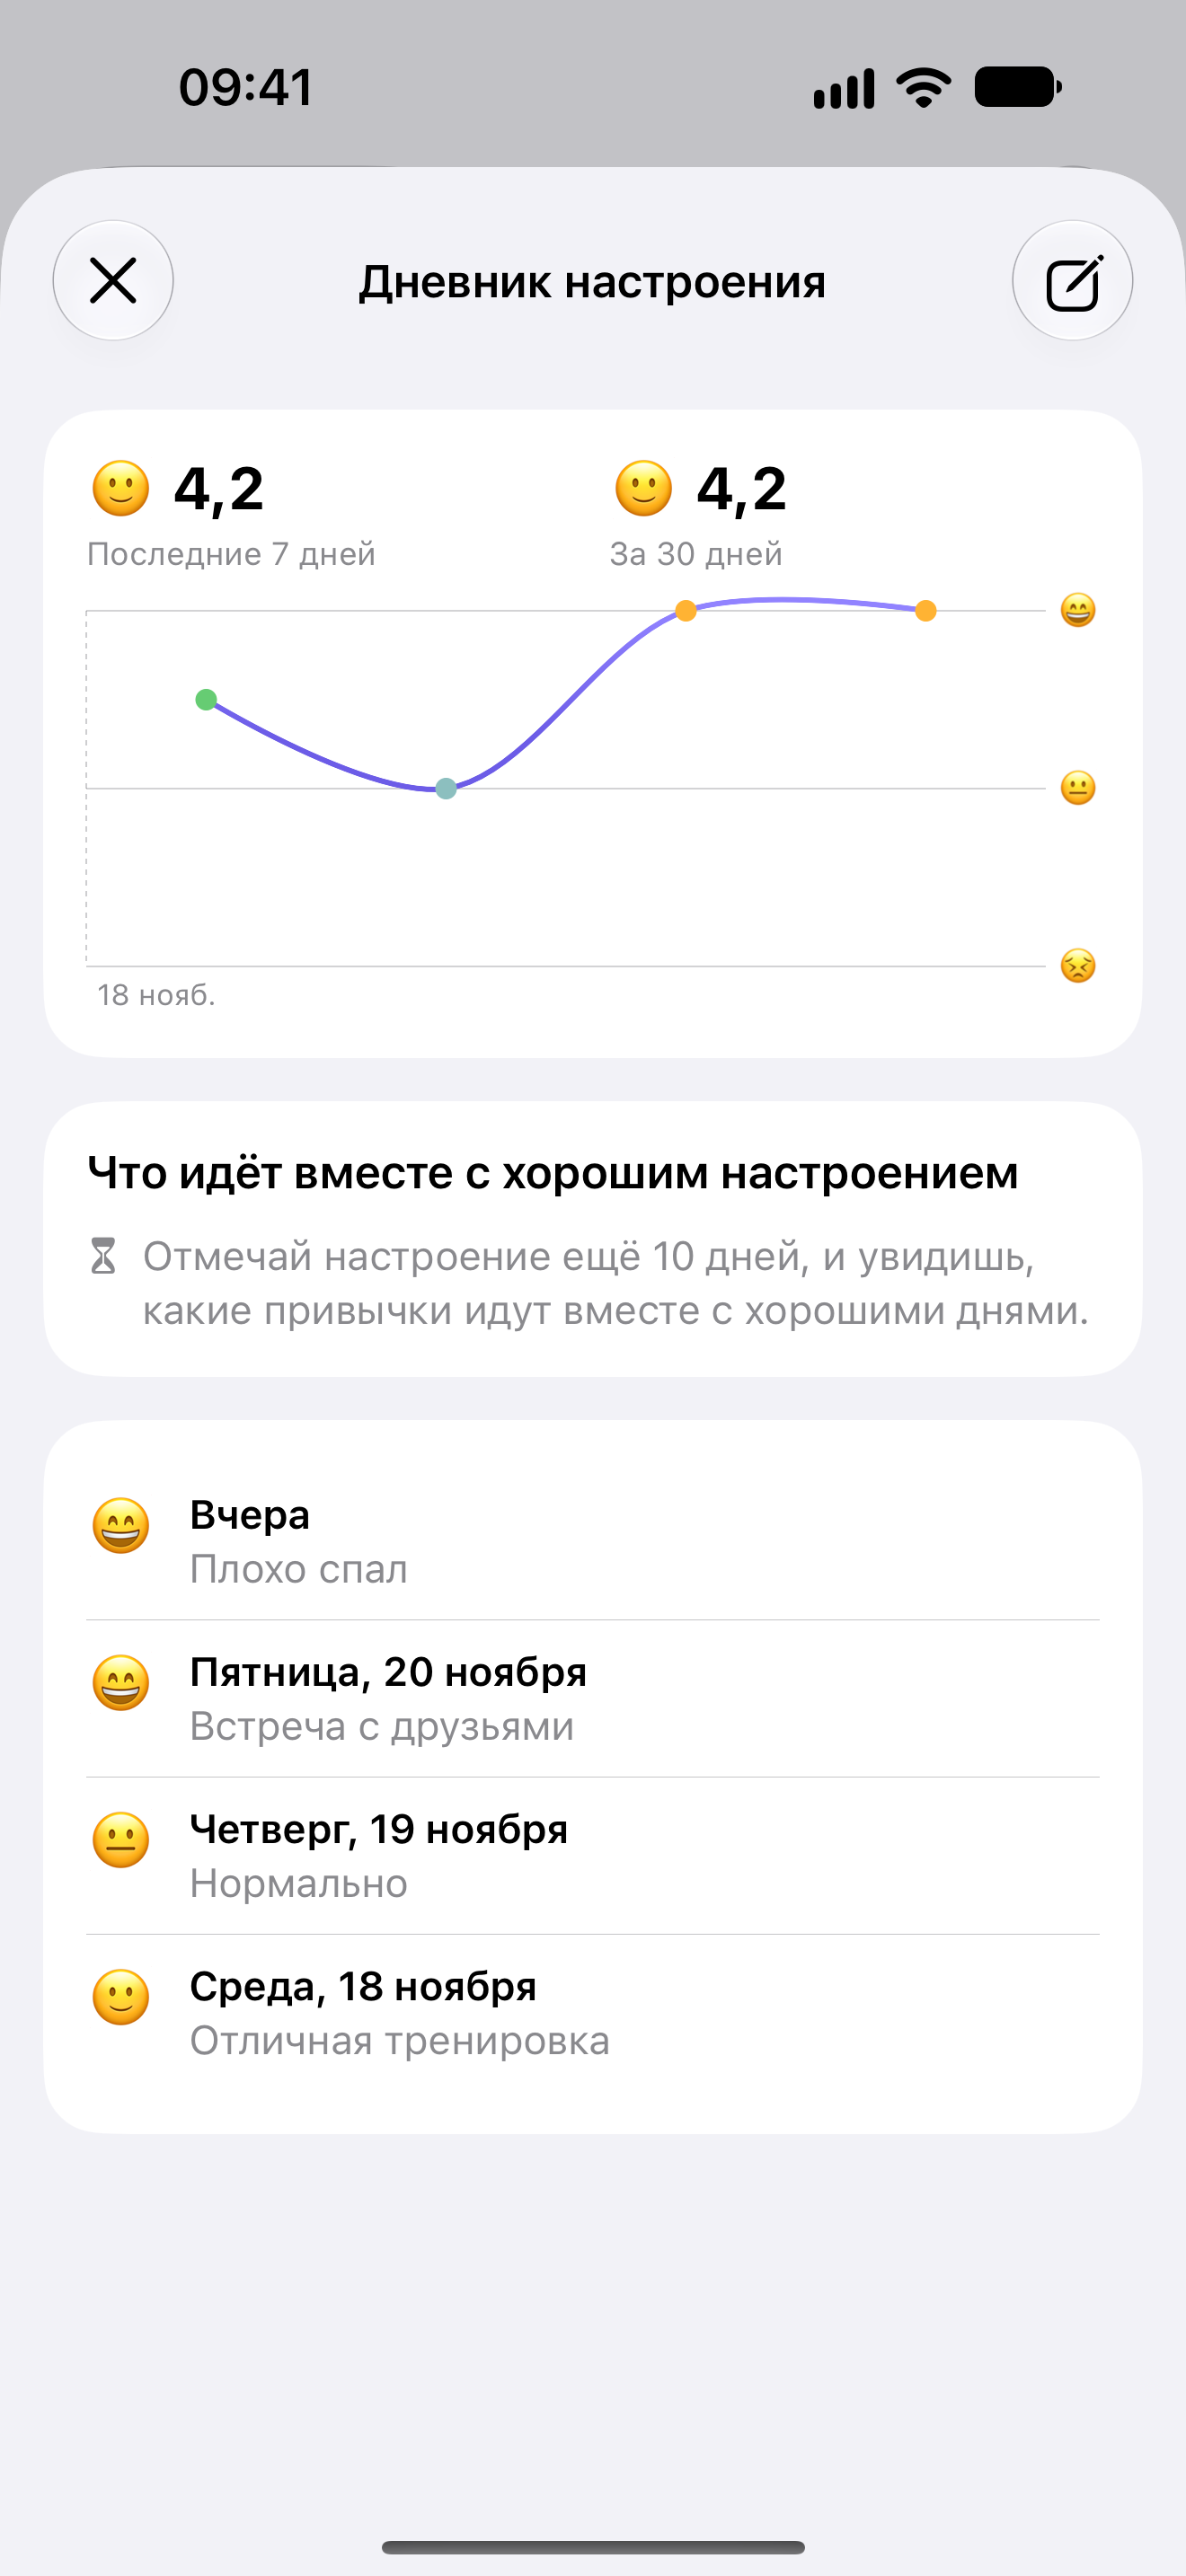 09:41
Дневник настроения
4,2
Последние 7 дней
4,2
За 30 дней
18 нояб.
Что идёт вместе с хорошим настроением
Отмечай настроение ещё 10 дней, и увидишь,
какие привычки идут вместе с хорошими днями.
Вчера
Плохо спал
Пятница, 20 ноября
Встреча с друзьями
Четверг, 19 ноября
Нормально
Среда, 18 ноября
Отличная тренировка